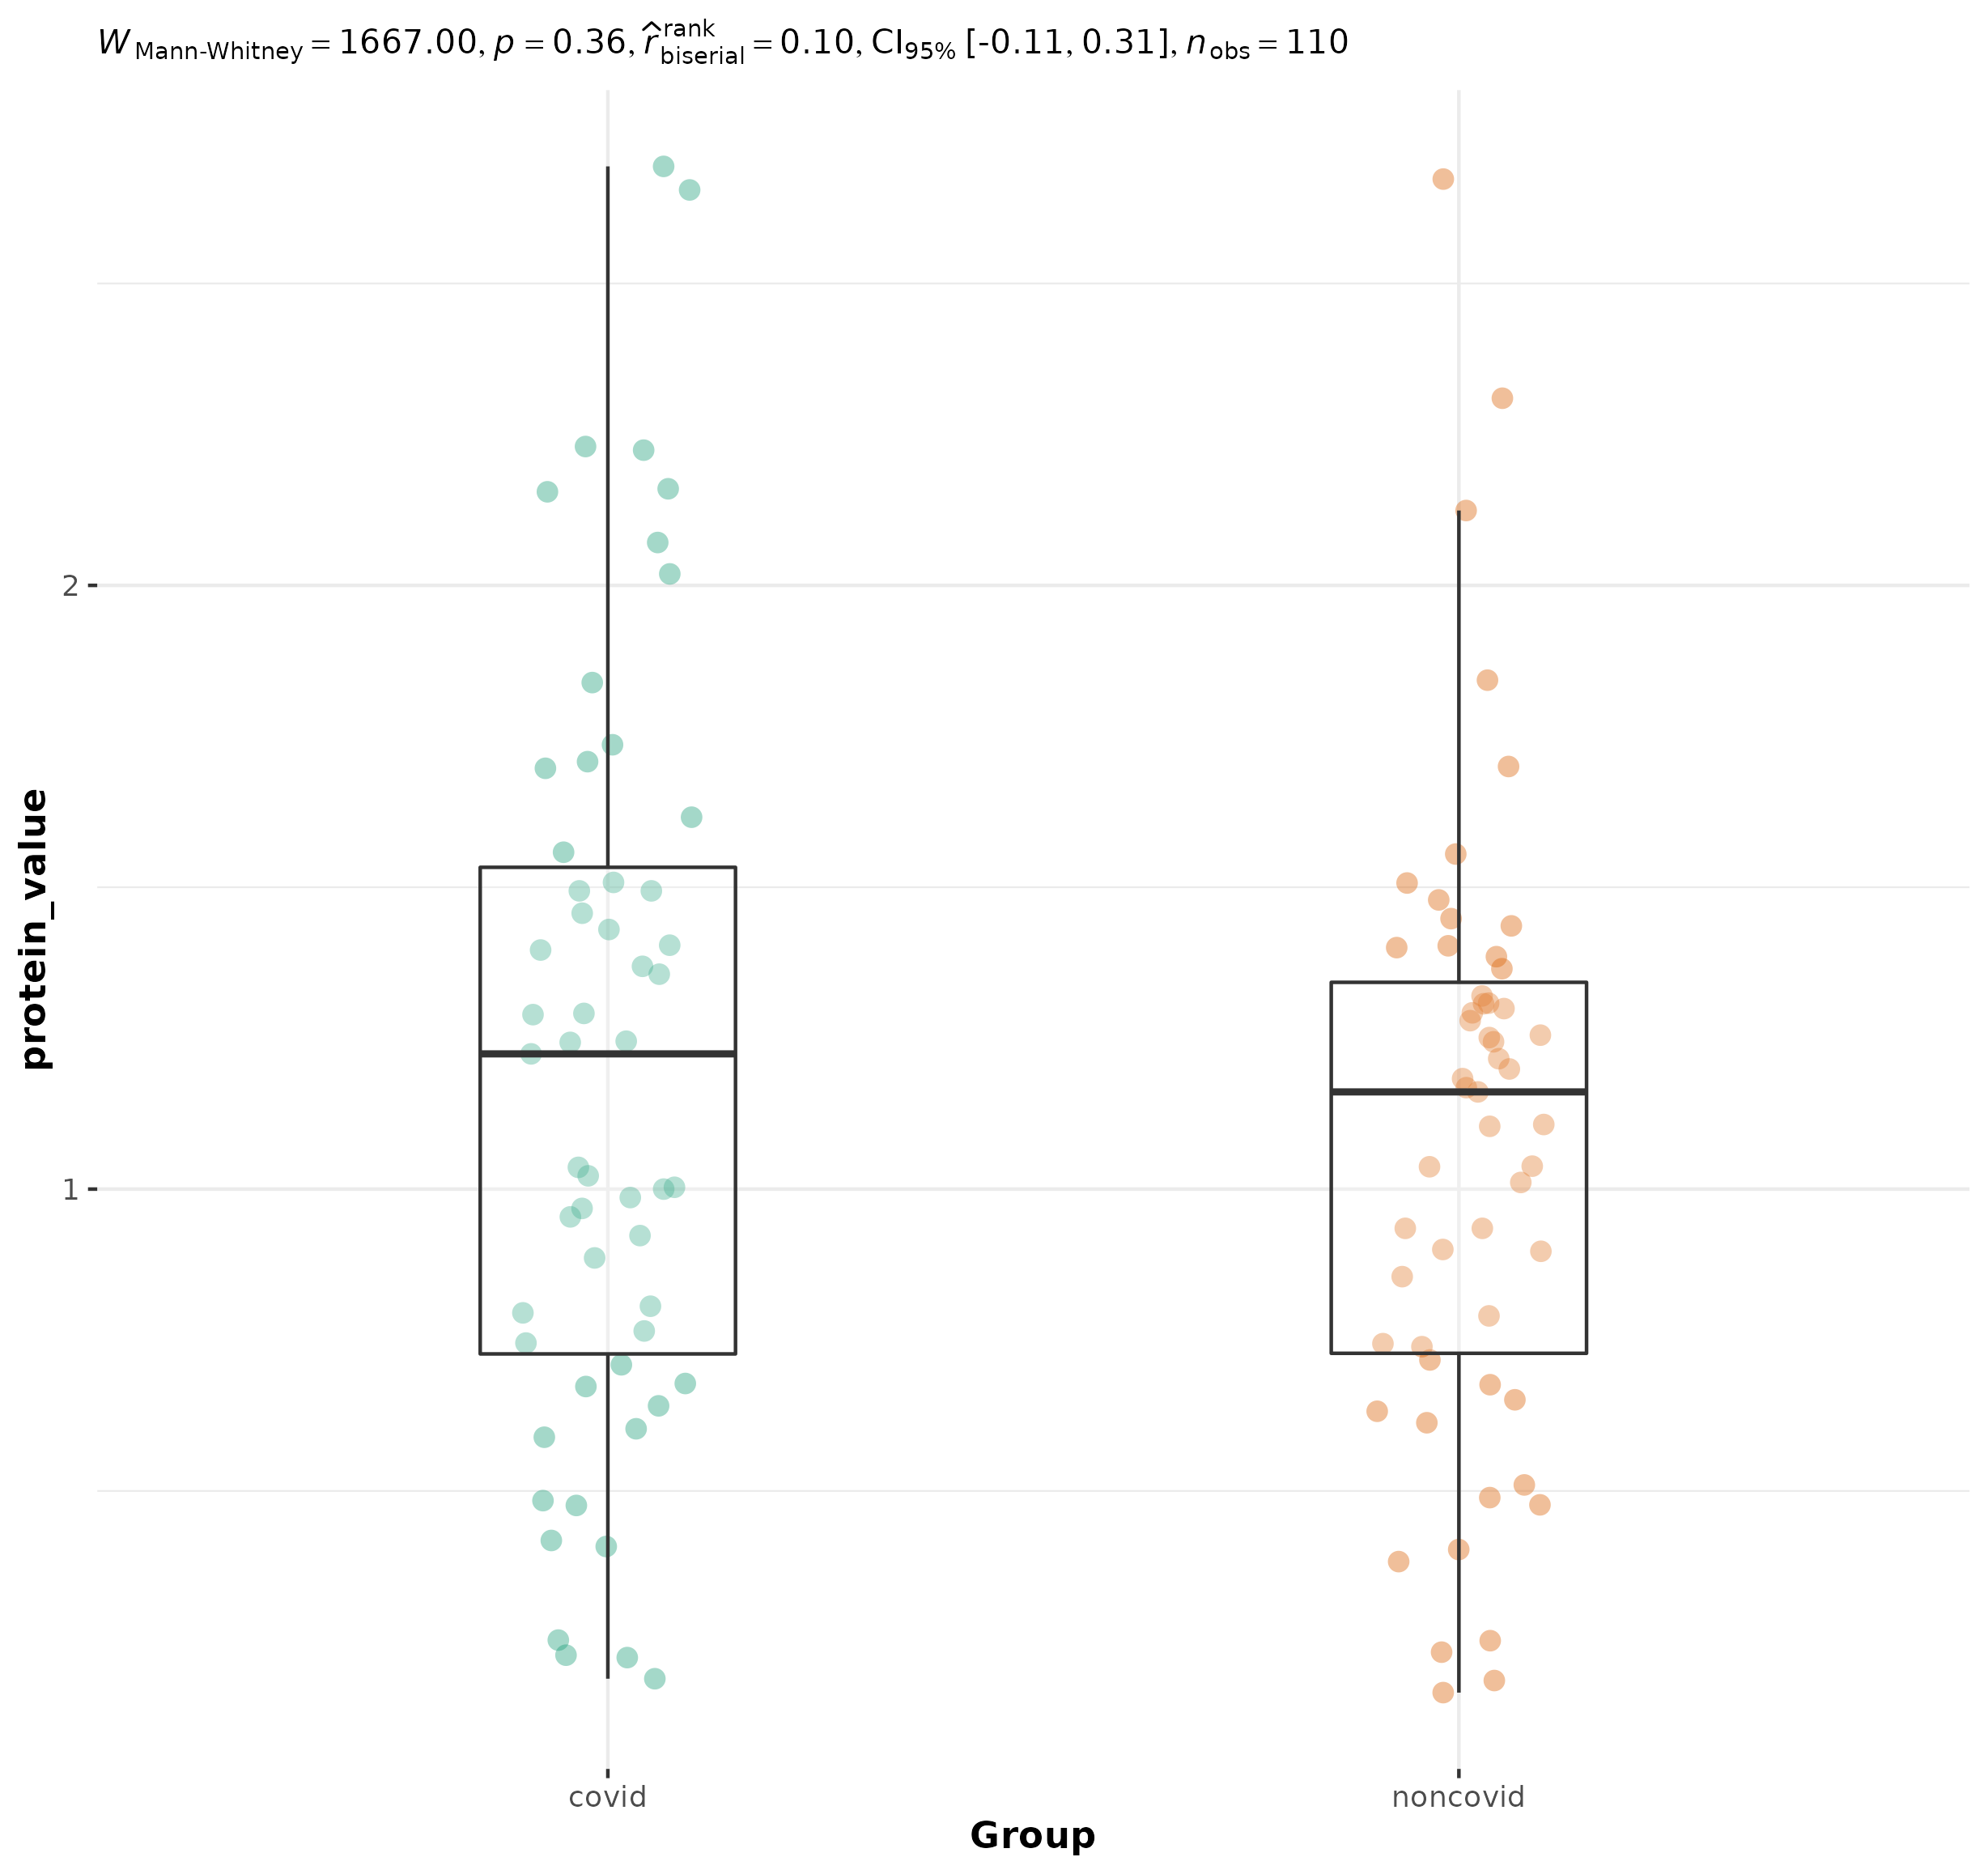 W Mann-Whitney = 1667.00, p = 0.36, r̂ rank biserial = 0.10, CI95% [-0.11, 0.31], nobs = 110
protein_value
2
1
covid noncovid
Group